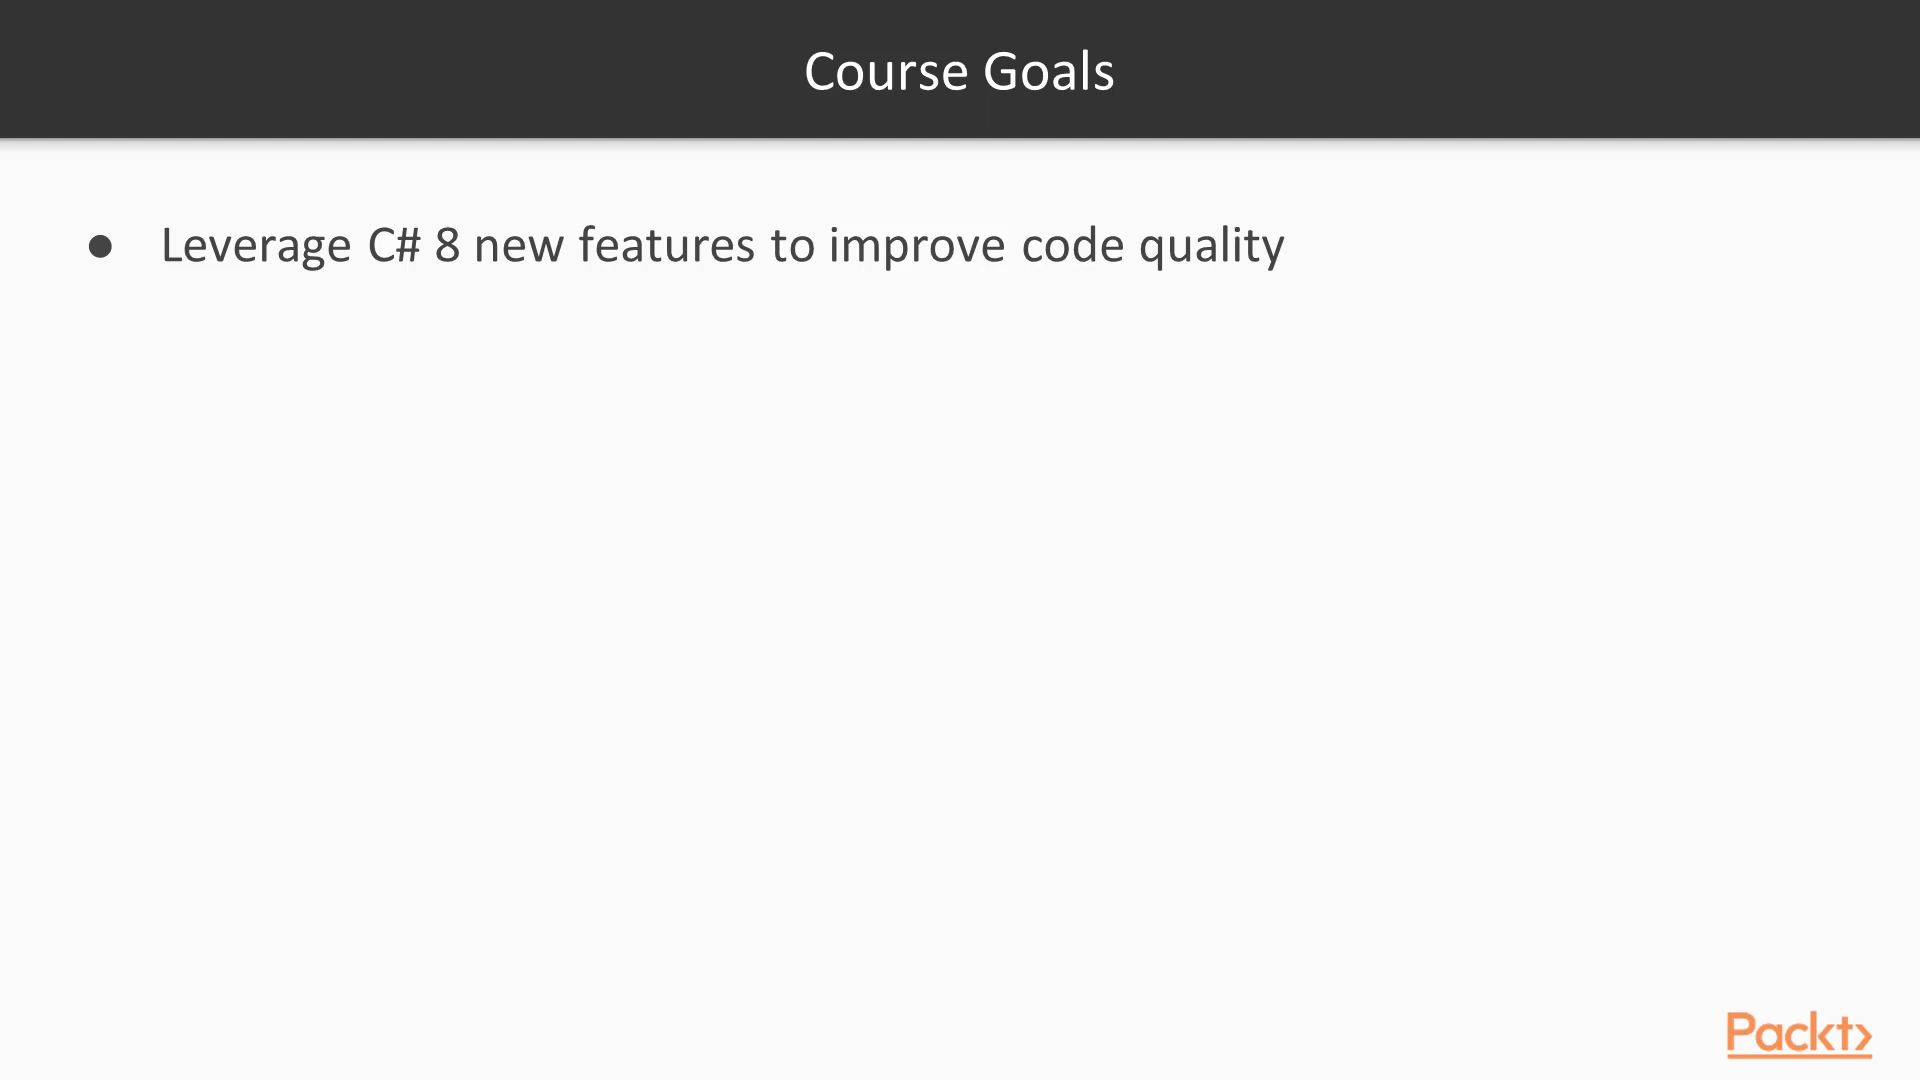 Course Goals
● Leverage C# 8 new features to improve code quality
Packt>